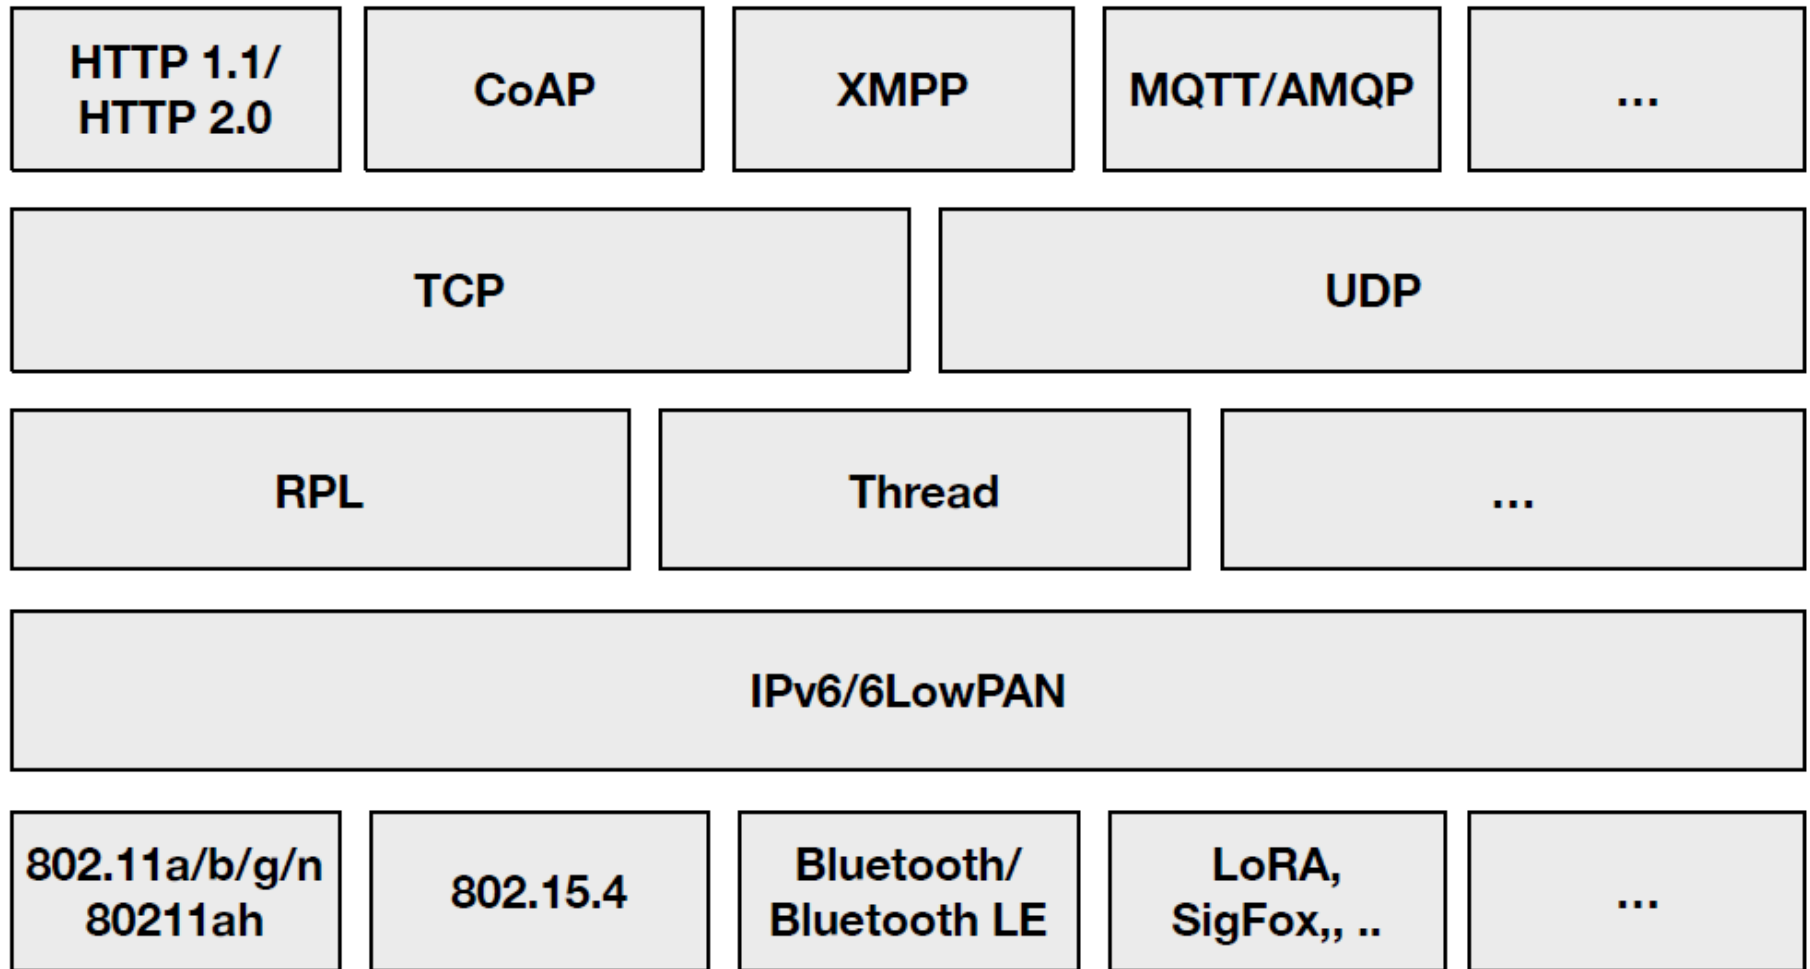 HTTP 1.1/
HTTP 2.0
CoAP
XMPP
MQTT/AMQP
...
TCP
UDP
RPL
Thread
...
IPv6/6LowPAN
802.11a/b/g/n
80211ah
802.15.4
Bluetooth/
Bluetooth LE
LoRA,
SigFox,, ..
...